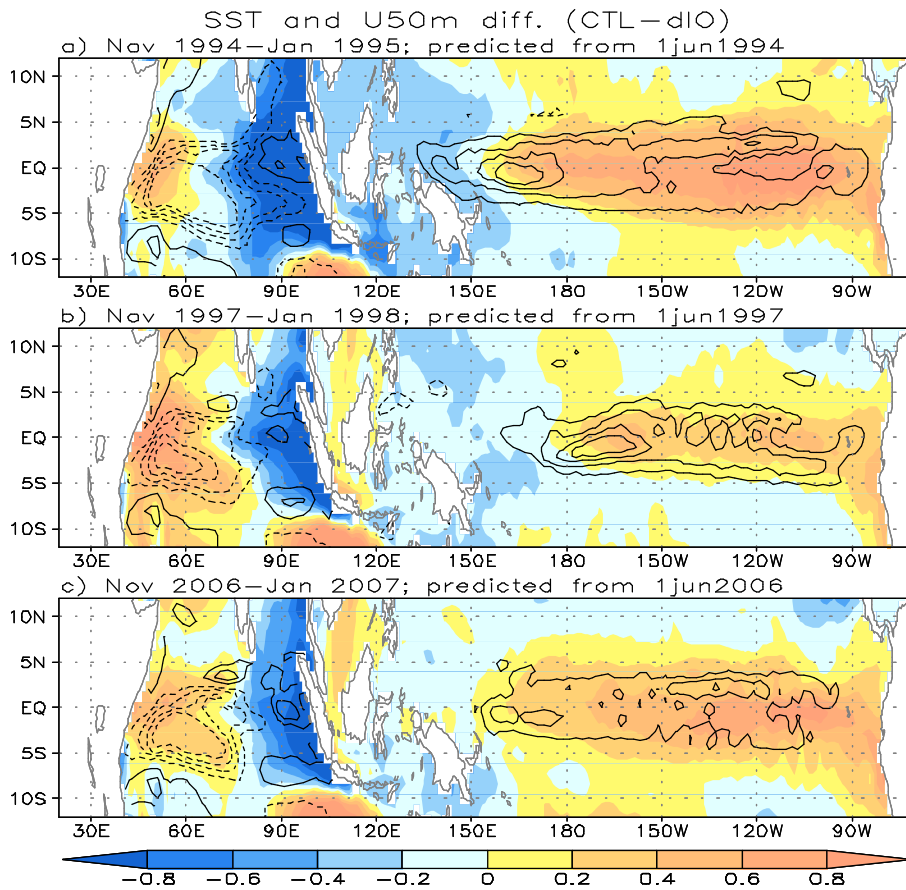 SST and U50m diff. (CTL-dIO)
a) Nov 1994-Jan 1995; predicted from 1jun1994
10N
5N
EQ
5S
10S
30E 60E 90E 120E 150E 180 150W 120W 90W
b) Nov 1997-Jan 1998; predicted from 1jun1997
10N
5N
EQ
5S
10S
30E 60E 90E 120E 150E 180 150W 120W 90W
c) Nov 2006-Jan 2007; predicted from 1jun2006
10N
5N
EQ
5S
10S
30E 60E 90E 120E 150E 180 150W 120W 90W
-0.8 -0.6 -0.4 -0.2 0 0.2 0.4 0.6 0.8